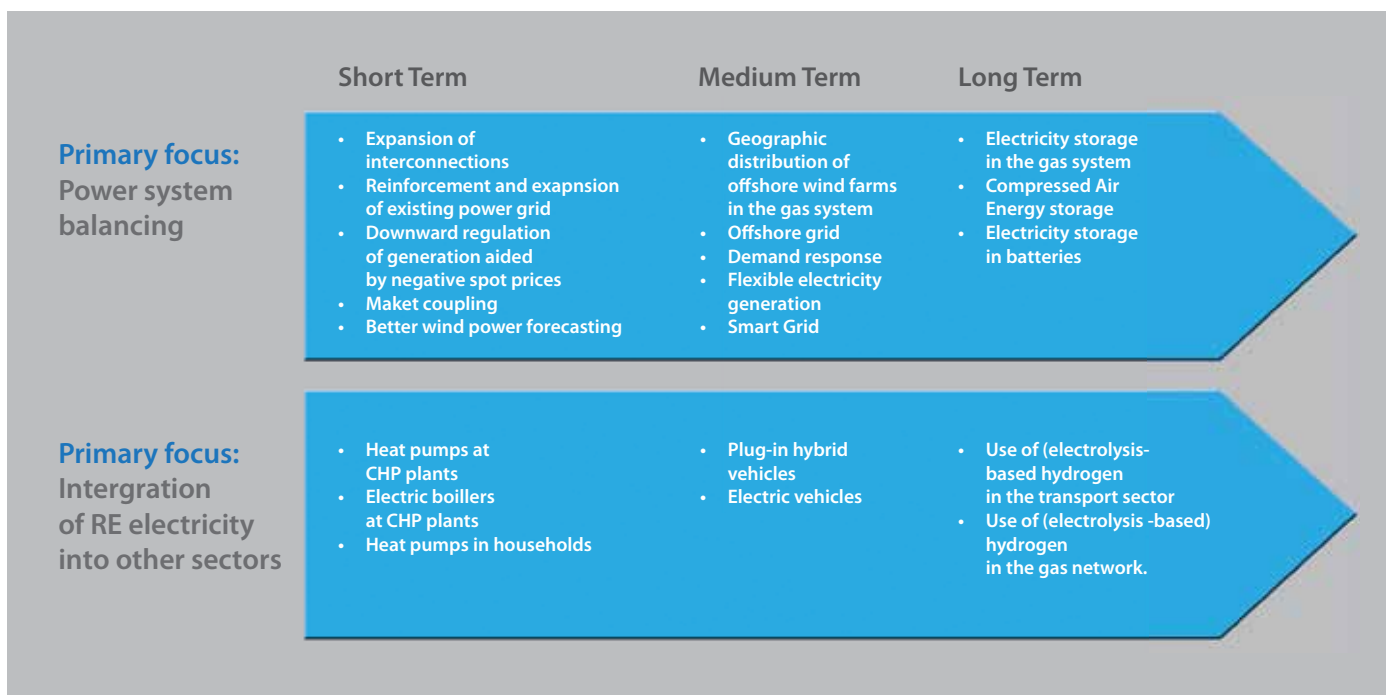 Short Term
Medium Term
Long Term
Primary focus:
Power system
balancing
• Expansion of
interconnections
• Reinforcement and exapnsion
of existing power grid
• Downward regulation
of generation aided
by negative spot prices
• Maket coupling
• Better wind power forecasting
• Geographic
distribution of
offshore wind farms
in the gas system
• Offshore grid
• Demand response
• Flexible electricity
generation
• Smart Grid
• Electricity storage
in the gas system
• Compressed Air
Energy storage
• Electricity storage
in batteries
Primary focus:
Intergration
of RE electricity
into other sectors
• Heat pumps at
CHP plants
• Electric boillers
at CHP plants
• Heat pumps in households
• Plug-in hybrid
vehicles
• Electric vehicles
• Use of (electrolysis-
based hydrogen
in the transport sector
• Use of (electrolysis -based)
hydrogen
in the gas network.